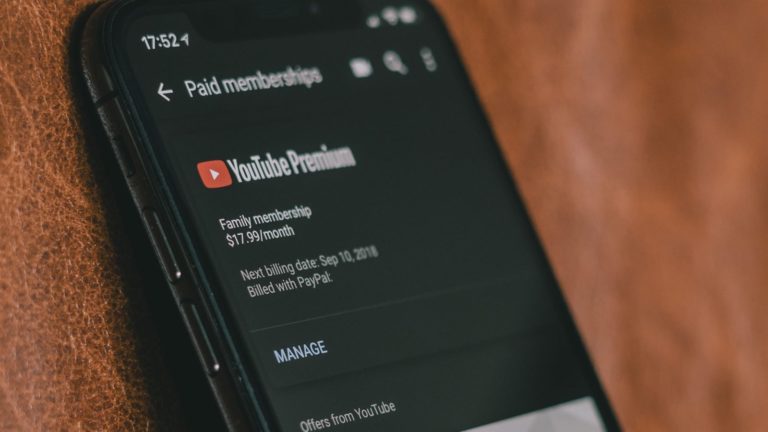 17:52
Paid memberships
YouTube Premium
Family membership
$17.99/month
Next billing date: Sep 10, 2018
Billed with PayPal.
MANAGE
Offers from YouTube